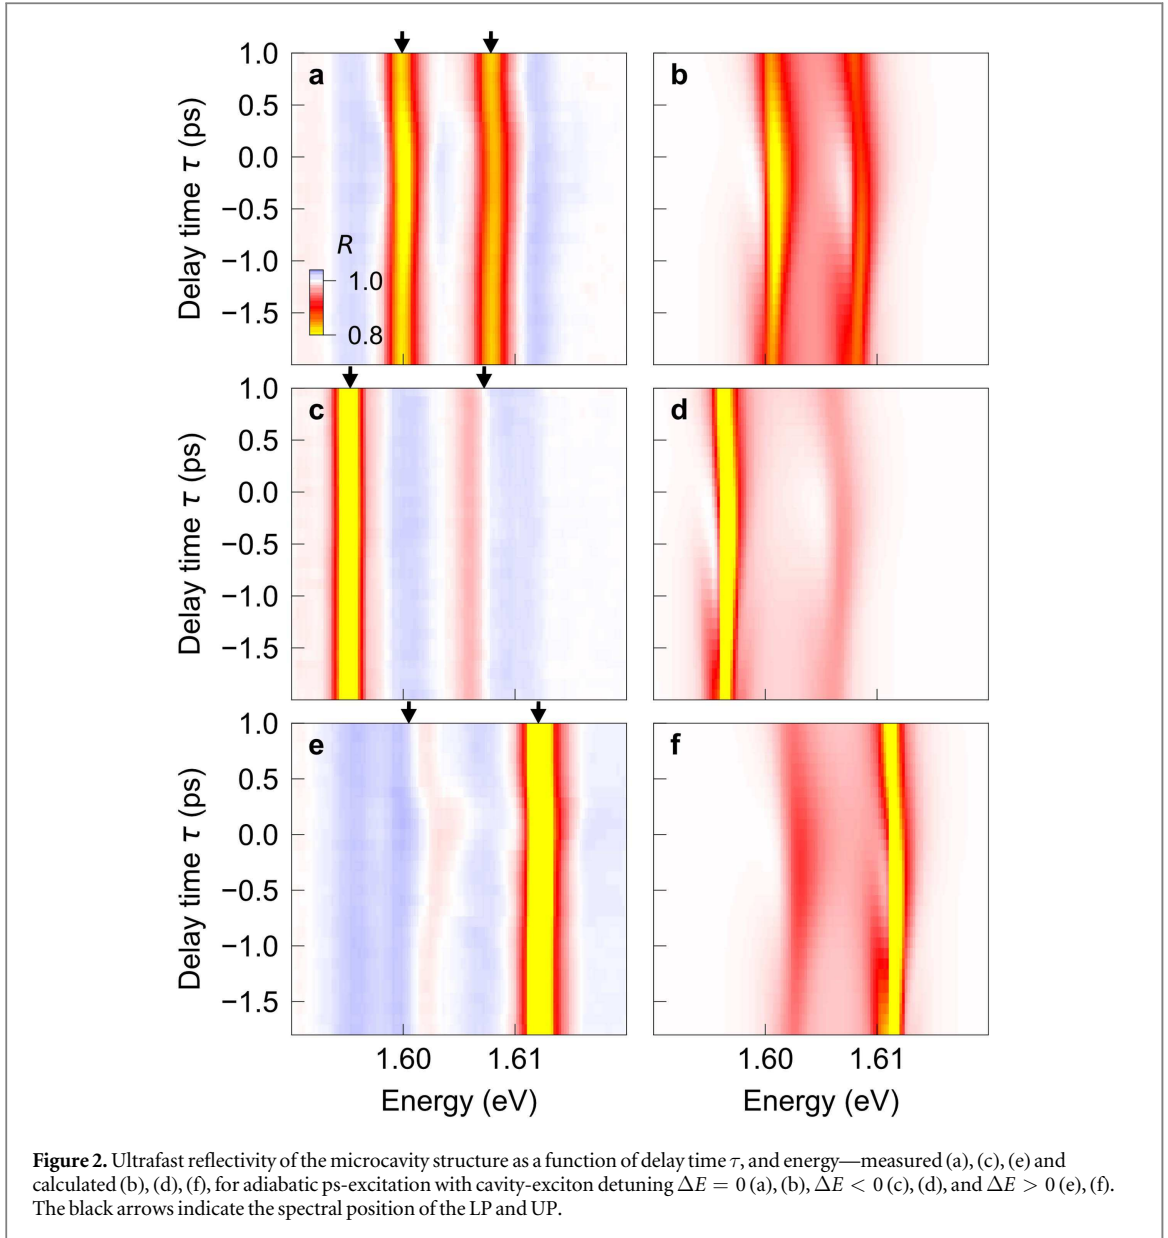 a
b
1.0
0.5
0.0
−0.5
−1.0
−1.5
Delay time τ (ps)
R
1.0
0.8
c
d
1.0
0.5
0.0
−0.5
−1.0
−1.5
Delay time τ (ps)
e
f
1.0
0.5
0.0
−0.5
−1.0
−1.5
Delay time τ (ps)
1.60 1.61
1.60 1.61
Energy (eV)
Energy (eV)
Figure 2. Ultrafast reflectivity of the microcavity structure as a function of delay time τ, and energy—measured (a), (c), (e) and
calculated (b), (d), (f), for adiabatic ps-excitation with cavity-exciton detuning ΔE = 0 (a), (b), ΔE < 0 (c), (d), and ΔE > 0 (e), (f).
The black arrows indicate the spectral position of the LP and UP.